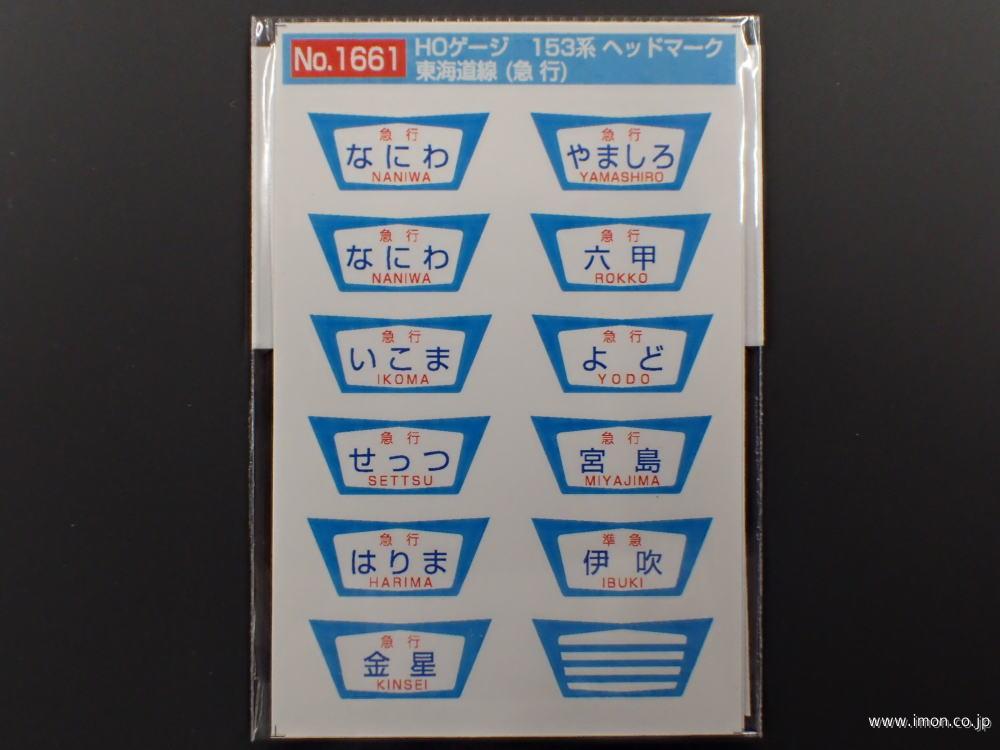 No.1661
HOゲージ 153系 ヘッドマーク
東海道線 (急 行)
急 行
なにわ
NANIWA
急 行
やましろ
YAMASHIRO
急 行
なにわ
NANIWA
急 行
六 甲
ROKKO
急 行
いこま
IKOMA
急 行
よ ど
YODO
急 行
せっつ
SETTSU
急 行
宮 島
MIYAJIMA
急 行
はりま
HARIMA
準 急
伊 吹
IBUKI
急 行
金 星
KINSEI
www.imon.co.jp